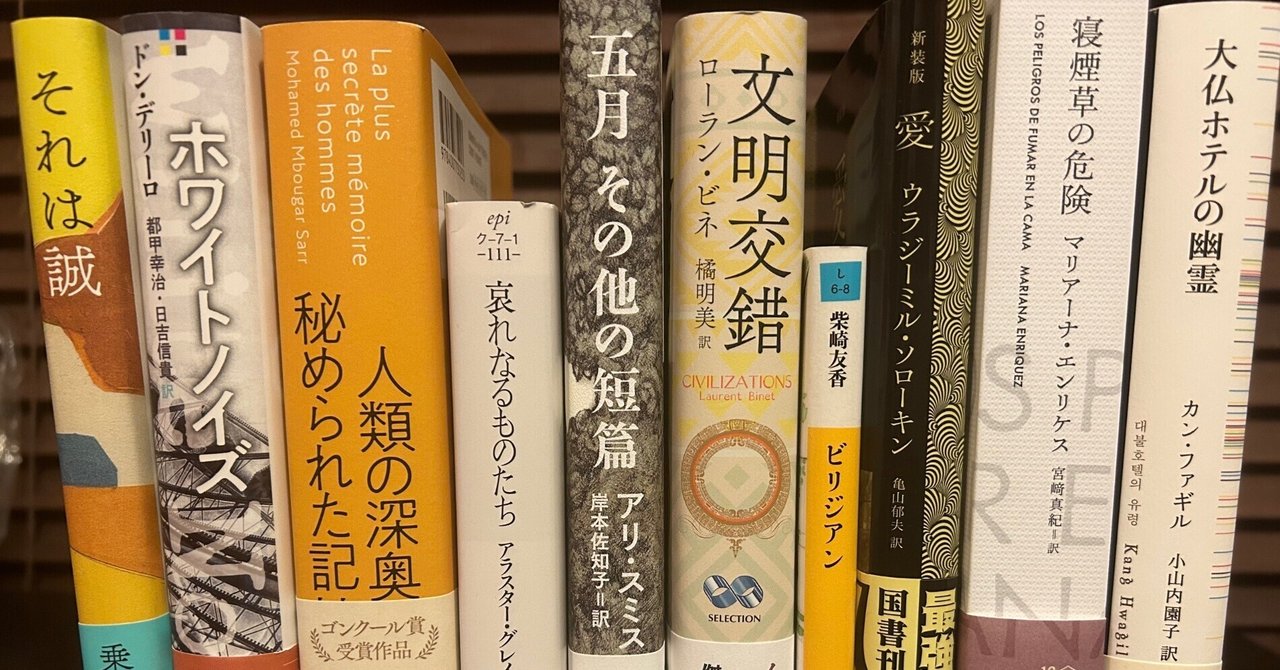 それは誠
乗
ドン・デリーロ
ホワイトノイズ
都甲幸治・日吉信貴 訳
La plus
secrète mémoire
des hommes
Mohamed Mbougar Sarr
人類の深奥
秘められた記
ゴンクール賞
受賞作品
epi
ク-7-1
-111-
哀れなるものたち
アラスター・グレイ
五月 その他の短篇
アリ・スミス
岸本佐知子=訳
文明交錯
ローラン・ビネ
橘明美 訳
CIVILIZATIONS
Laurent Binet
SELECTION
し
6-8
柴崎友香
ビリジアン
新装版
愛
ウラジーミル・ソローキン
亀山郁夫 訳
国書刊
最強
寝煙草の危険
LOS PELIGROS DE FUMAR EN LA CAMA MARIANA ENRIQUEZ
マリアーナ・エンリケス
宮﨑真紀=訳
SP
RE
ANA
大仏ホテルの幽霊
カン・ファギル
대불호텔의 유령
Kang Hwagil
小山内園子 訳